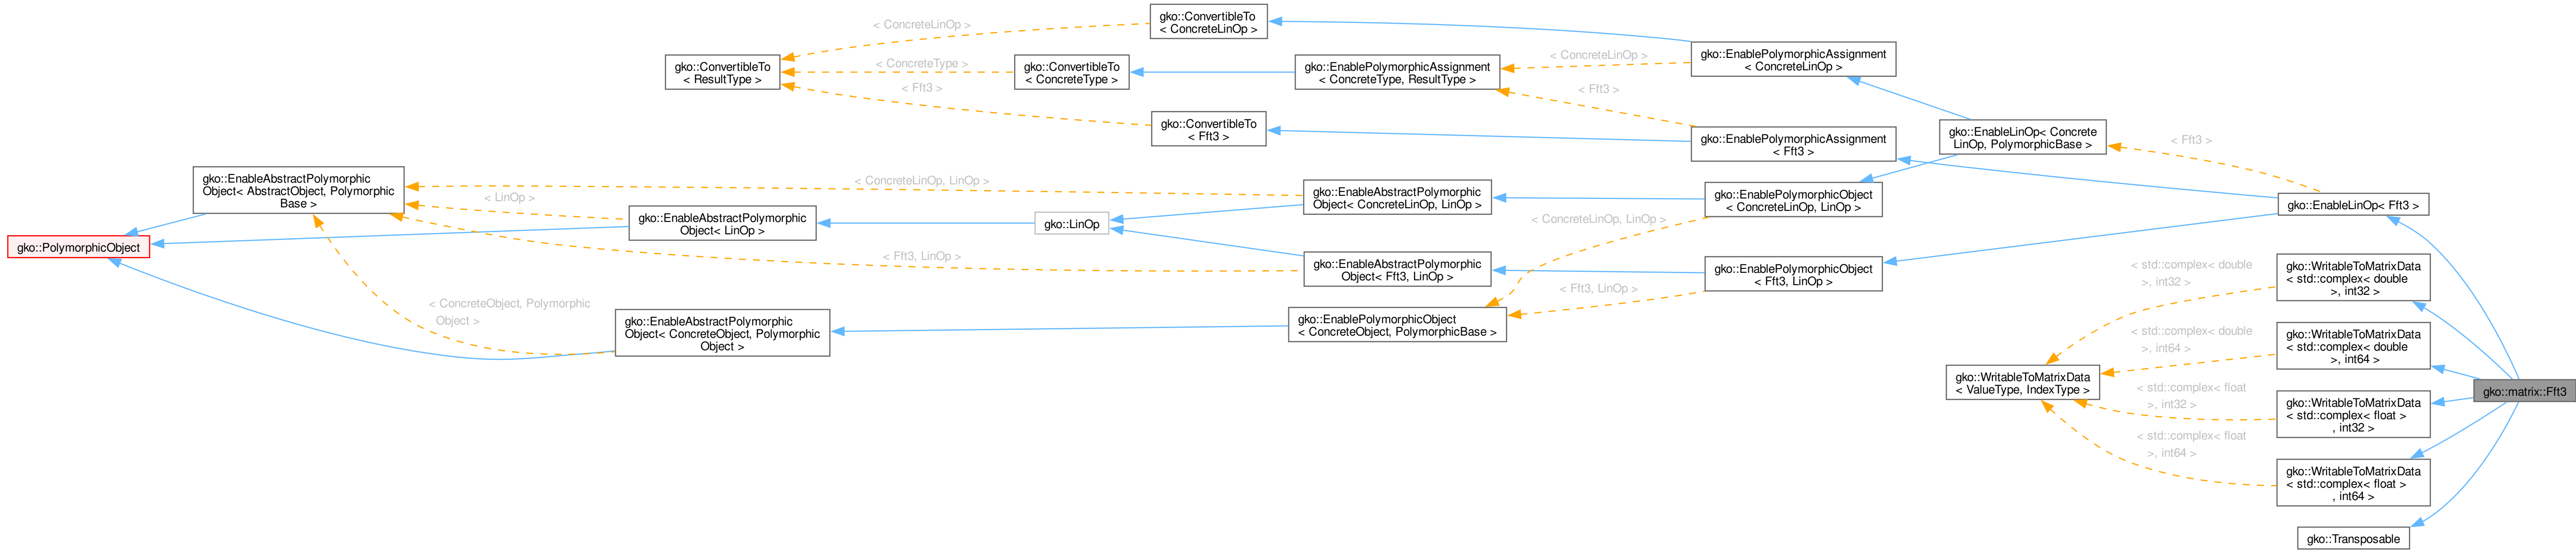 gko::ConvertibleTo
< ConcreteLinOp >
< ConcreteLinOp >
gko::ConvertibleTo
< ResultType >
< ConcreteType >
gko::ConvertibleTo
< ConcreteType >
gko::EnablePolymorphicAssignment
< ConcreteType, ResultType >
< ConcreteLinOp >
gko::EnablePolymorphicAssignment
< ConcreteLinOp >
< Fft3 >
< Fft3 >
gko::ConvertibleTo
< Fft3 >
gko::EnablePolymorphicAssignment
< Fft3 >
gko::EnableLinOp< Concrete
LinOp, PolymorphicBase >
< Fft3 >
gko::EnableAbstractPolymorphic
Object< AbstractObject, Polymorphic
Base >
< ConcreteLinOp, LinOp >
< LinOp >
gko::EnableAbstractPolymorphic
Object< ConcreteLinOp, LinOp >
gko::EnablePolymorphicObject
< ConcreteLinOp, LinOp >
gko::EnableLinOp< Fft3 >
gko::EnableAbstractPolymorphic
Object< LinOp >
gko::LinOp
< ConcreteLinOp, LinOp >
gko::PolymorphicObject
< Fft3, LinOp >
gko::EnableAbstractPolymorphic
Object< Fft3, LinOp >
gko::EnablePolymorphicObject
< Fft3, LinOp >
< Fft3, LinOp >
< std::complex< double
>, int32 >
gko::WritableToMatrixData
< std::complex< double
>, int32 >
< ConcreteObject, Polymorphic
Object >
gko::EnableAbstractPolymorphic
Object< ConcreteObject, Polymorphic
Object >
gko::EnablePolymorphicObject
< ConcreteObject, PolymorphicBase >
< std::complex< double
>, int64 >
gko::WritableToMatrixData
< std::complex< double
>, int64 >
gko::WritableToMatrixData
< ValueType, IndexType >
< std::complex< float
>, int32 >
gko::WritableToMatrixData
< std::complex< float >
, int32 >
gko::matrix::Fft3
< std::complex< float
>, int64 >
gko::WritableToMatrixData
< std::complex< float >
, int64 >
gko::Transposable